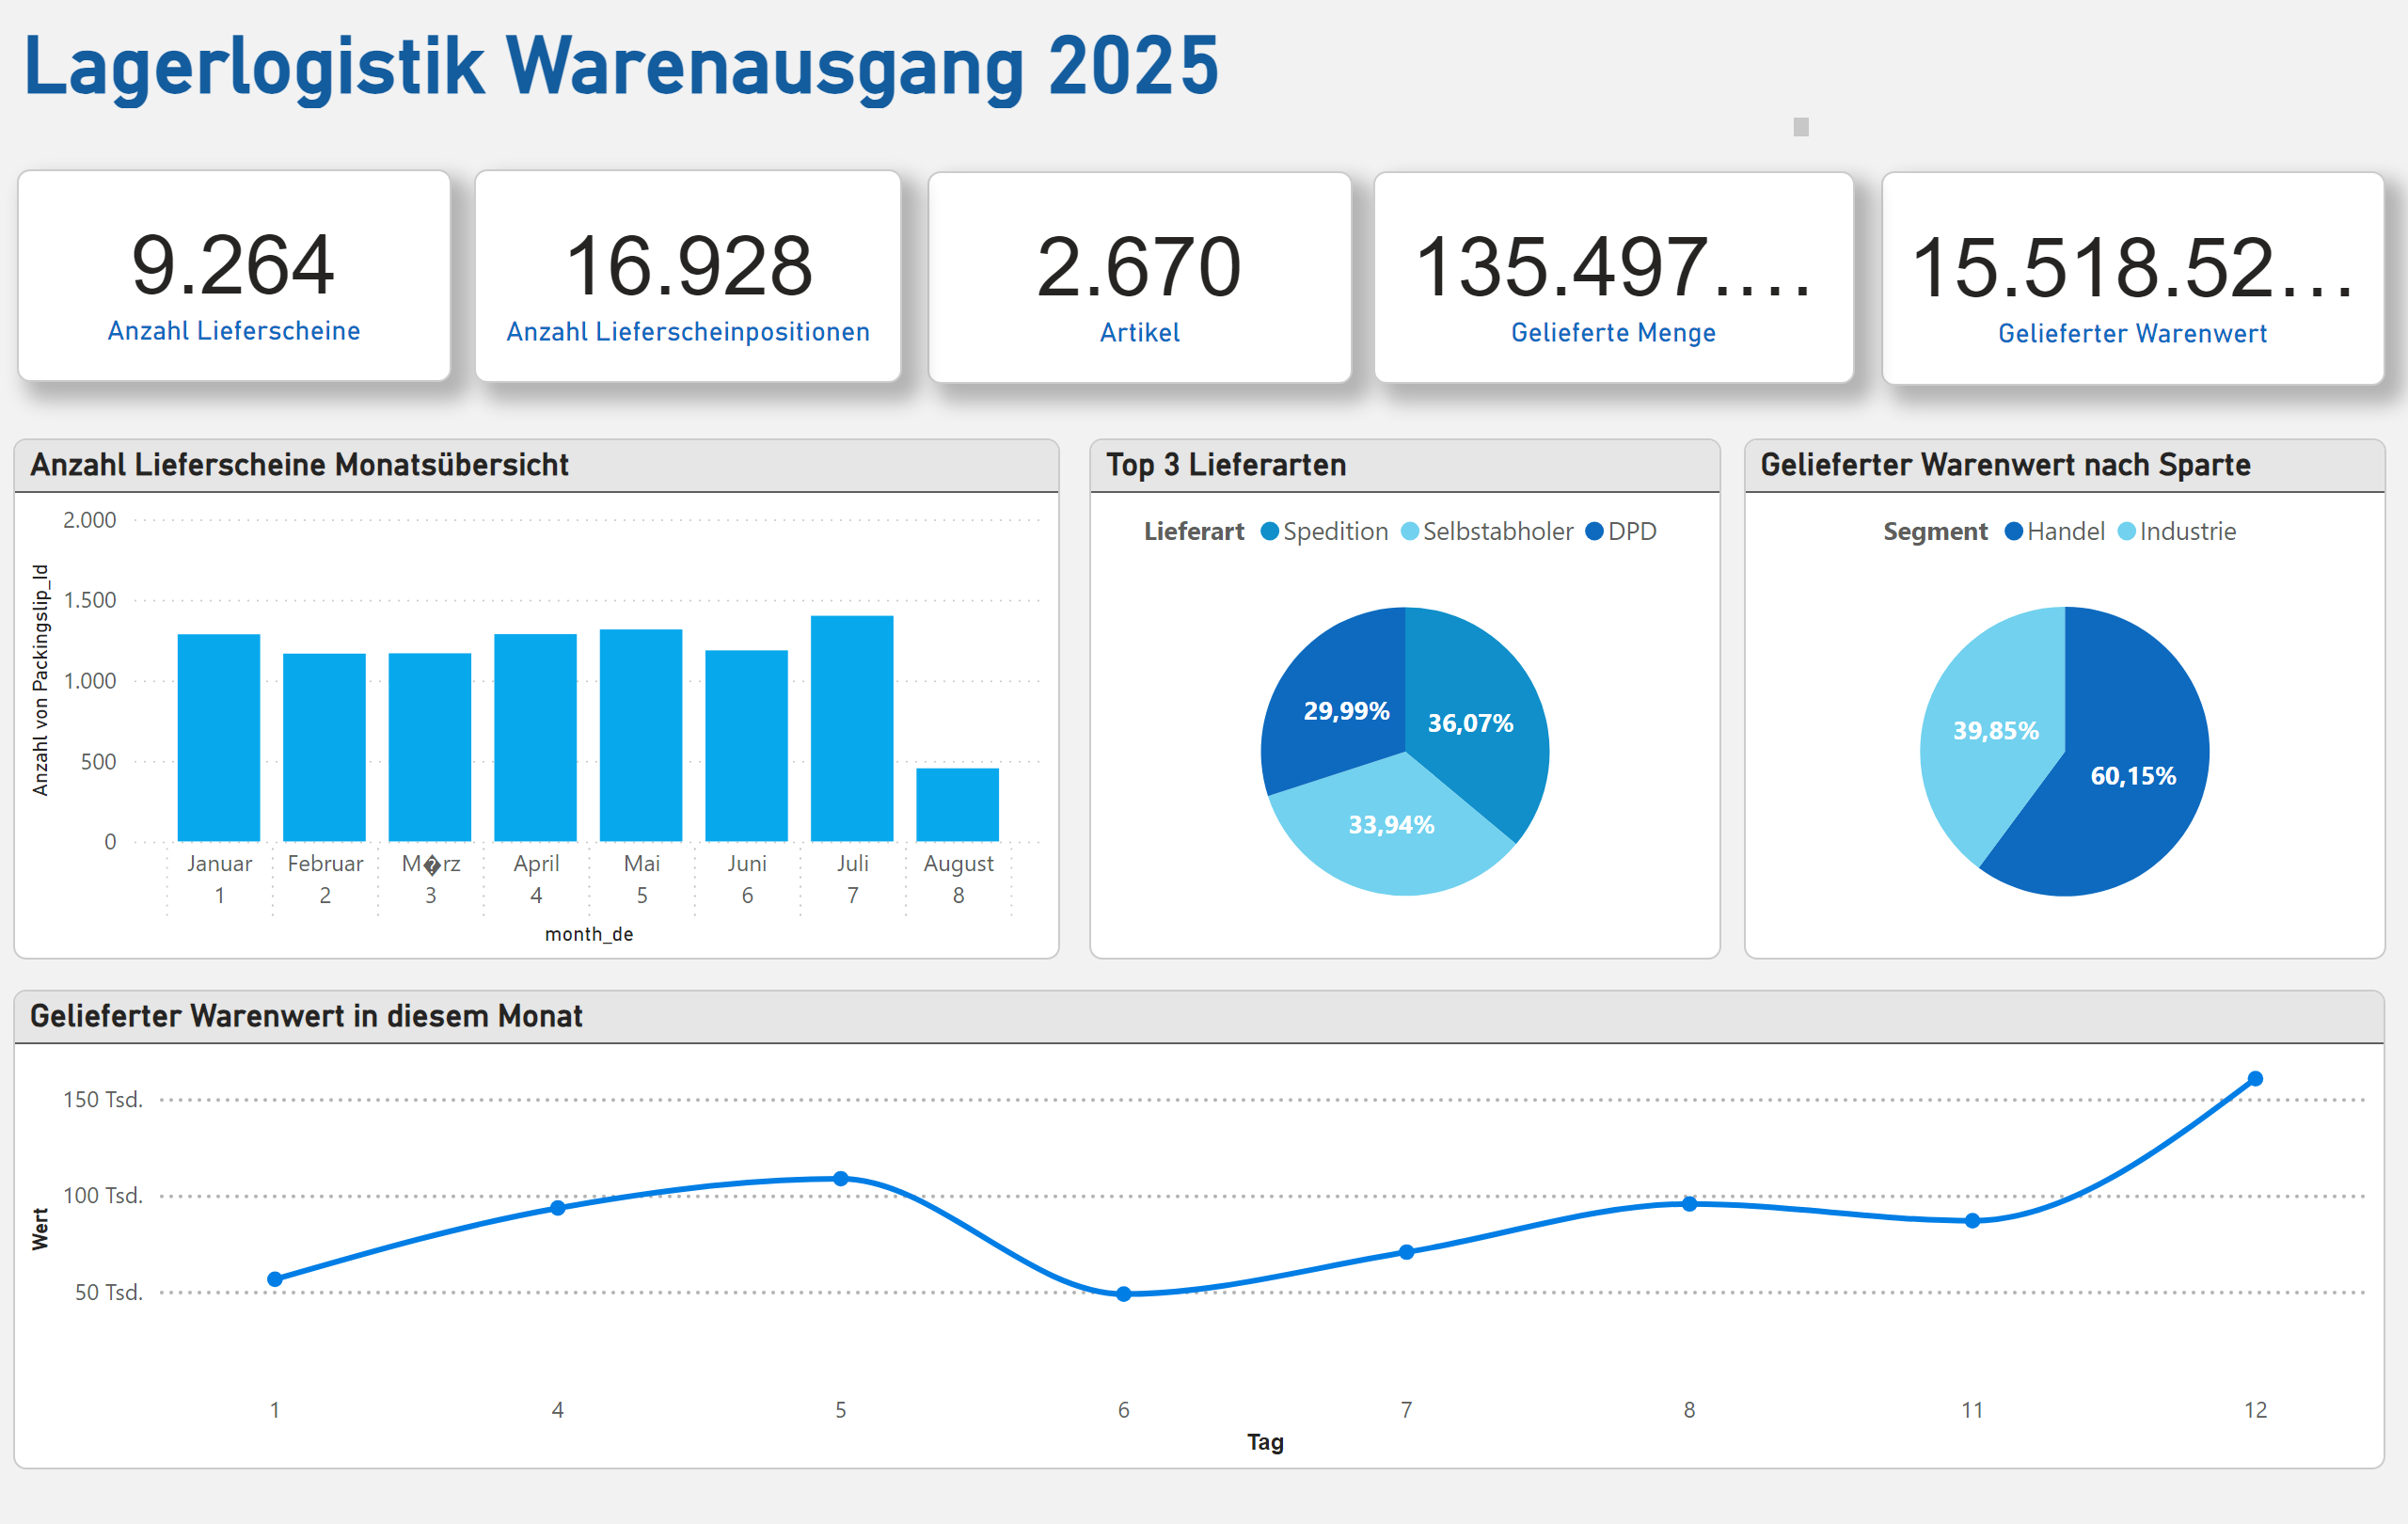 Lagerlogistik Warenausgang 2025
9.264
Anzahl Lieferscheine
16.928
Anzahl Lieferscheinpositionen
2.670
Artikel
135.497....
Gelieferte Menge
15.518.52...
Gelieferter Warenwert
Anzahl Lieferscheine Monatsübersicht
Anzahl von Packingslip_Id
2.000
1.500
1.000
500
0
Januar Februar M�rz April Mai Juni Juli August
1 2 3 4 5 6 7 8
month_de
Top 3 Lieferarten
Lieferart Spedition Selbstabholer DPD
29,99%
36,07%
33,94%
Gelieferter Warenwert nach Sparte
Segment Handel Industrie
39,85%
60,15%
Gelieferter Warenwert in diesem Monat
Wert
150 Tsd.
100 Tsd.
50 Tsd.
1 4 5 6 7 8 11 12
Tag